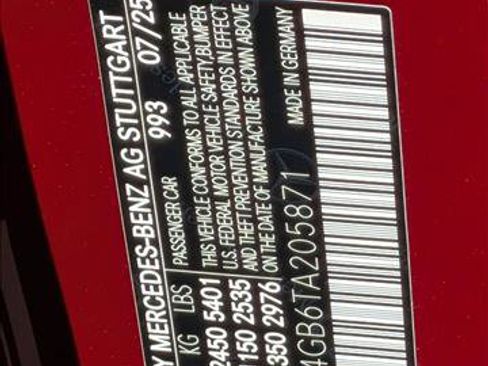 Y MERCEDES-BENZ AG STUTTGART
993 07/25
KG LBS PASSENGER CAR
2450 5401 THIS VEHICLE CONFORMS TO ALL APPLICABLE
U.S. FEDERAL MOTOR VEHICLE SAFETY, BUMPER
1150 2535 AND THEFT PREVENTION STANDARDS IN EFFECT
350 2976 ON THE DATE OF MANUFACTURE SHOWN ABOVE
4GB6TA205871 MADE IN GERMANY